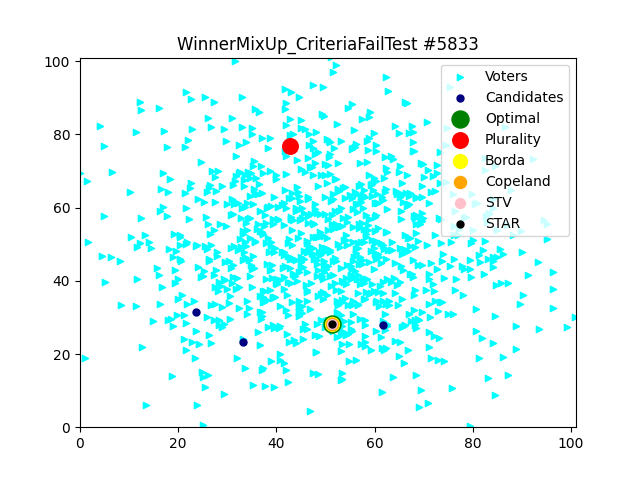 WinnerMixUp_CriteriaFailTest #5833
Voters
Candidates
Optimal
Plurality
Borda
Copeland
STV
STAR
100
80
60
40
20
0
0 20 40 60 80 100